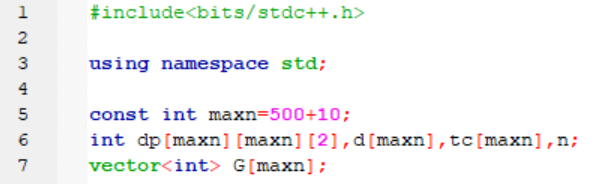 1 #include<bits/stdc++.h>
2
3 using namespace std;
4
5 const int maxn=500+10;
6 int dp[maxn][maxn][2],d[maxn],tc[maxn],n;
7 vector<int> G[maxn];